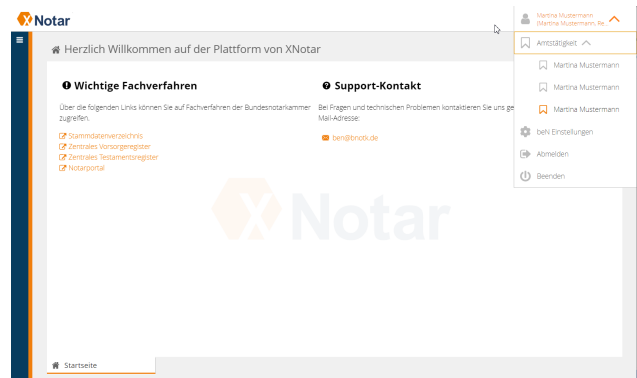 XNotar
Martina Mustermann
(Martina Mustermann, Re...
Herzlich Willkommen auf der Plattform von XNotar
Amtstätigkeit
Martina Mustermann
Martina Mustermann
Martina Mustermann
beN Einstellungen
Abmelden
Beenden
Wichtige Fachverfahren
Über die folgenden Links können Sie auf Fachverfahren der Bundesnotarkammer
zugreifen.
Stammdatenverzeichnis
Zentrales Vorsorgeregister
Zentrales Testamentsregister
Notarportal
Support-Kontakt
Bei Fragen und technischen Problemen kontaktieren Sie uns ge
Mail-Adresse:
ben@bnotk.de
XNotar
Startseite